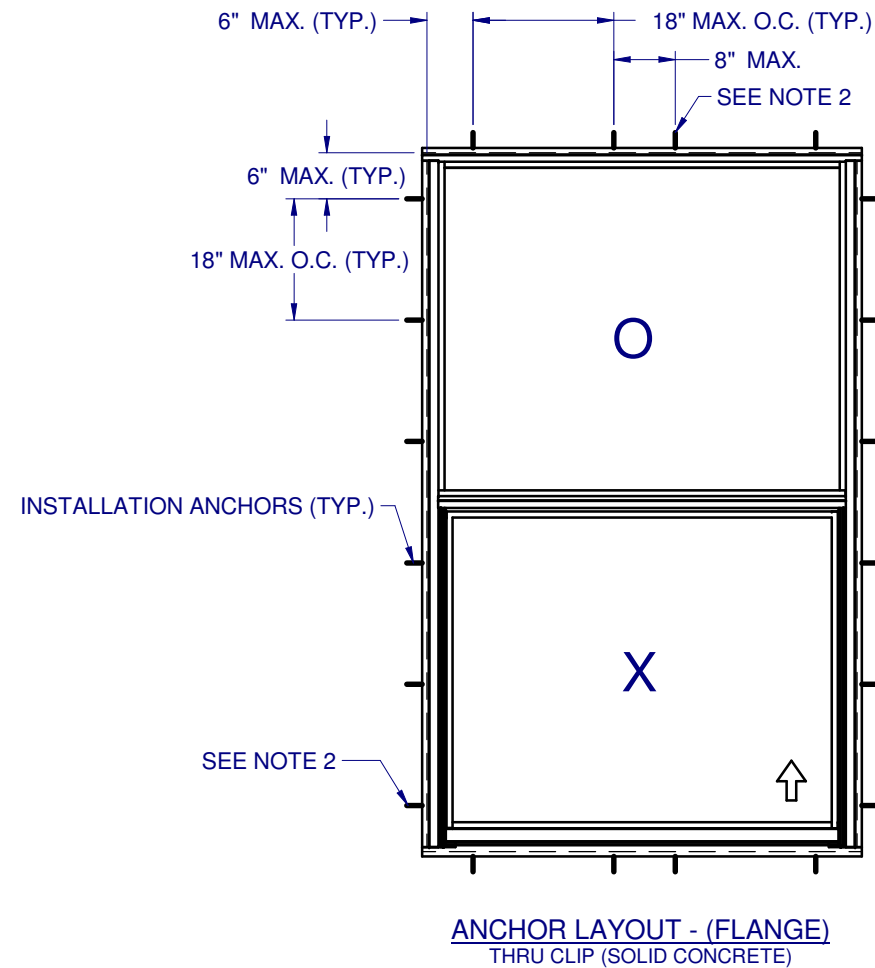 6" MAX. (TYP.)
18" MAX. O.C. (TYP.)
8" MAX.
SEE NOTE 2
6" MAX. (TYP.)
18" MAX. O.C. (TYP.)
O
INSTALLATION ANCHORS (TYP.)
X
SEE NOTE 2
ANCHOR LAYOUT - (FLANGE)
THRU CLIP (SOLID CONCRETE)